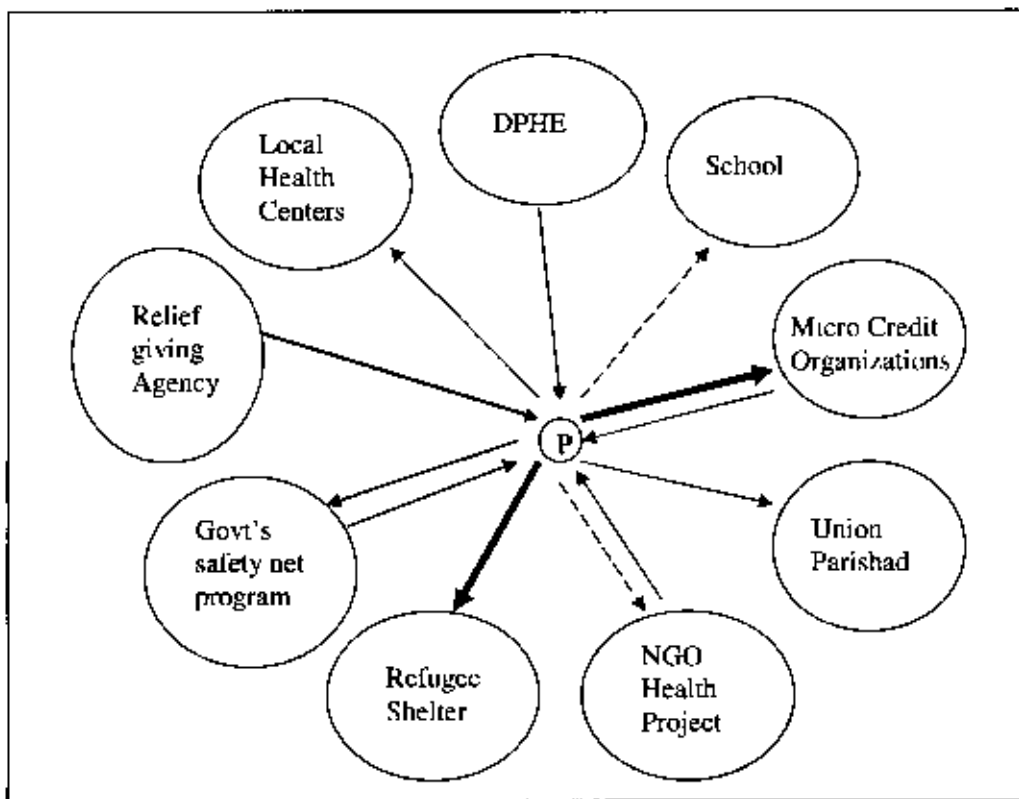 DPHE
Local
Health
Centers
School
Relief
giving
Agency
Micro Credit
Organizations
P
Govt's
safety net
program
Union
Parishad
Refugee
Shelter
NGO
Health
Project